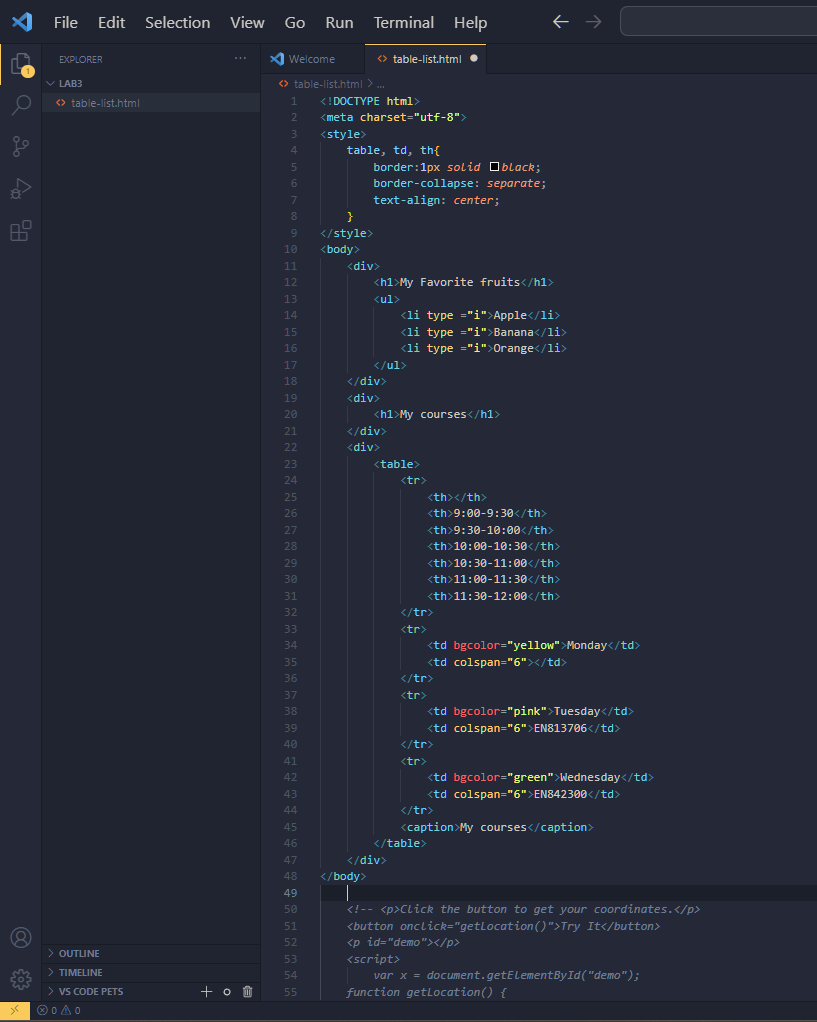 File Edit Selection View Go Run Terminal Help
EXPLORER ...
Welcome
table-list.html
1
LAB3
table-list.html
table-list.html > ...
1 <!DOCTYPE html>
2 <meta charset="utf-8">
3 <style>
4 table, td, th{
5 border:1px solid black;
6 border-collapse: separate;
7 text-align: center;
8 }
9 </style>
10 <body>
11 <div>
12 <h1>My Favorite fruits</h1>
13 <ul>
14 <li type ="i">Apple</li>
15 <li type ="i">Banana</li>
16 <li type ="i">Orange</li>
17 </ul>
18 </div>
19 <div>
20 <h1>My courses</h1>
21 </div>
22 <div>
23 <table>
24 <tr>
25 <th></th>
26 <th>9:00-9:30</th>
27 <th>9:30-10:00</th>
28 <th>10:00-10:30</th>
29 <th>10:30-11:00</th>
30 <th>11:00-11:30</th>
31 <th>11:30-12:00</th>
32 </tr>
33 <tr>
34 <td bgcolor="yellow">Monday</td>
35 <td colspan="6"></td>
36 </tr>
37 <tr>
38 <td bgcolor="pink">Tuesday</td>
39 <td colspan="6">EN813706</td>
40 </tr>
41 <tr>
42 <td bgcolor="green">Wednesday</td>
43 <td colspan="6">EN842300</td>
44 </tr>
45 <caption>My courses</caption>
46 </table>
47 </div>
48 </body>
49
50 <!-- <p>Click the button to get your coordinates.</p>
51 <button onclick="getLocation()">Try It</button>
52 <p id="demo"></p>
53 <script>
54 var x = document.getElementById("demo");
55 function getLocation() {
OUTLINE
TIMELINE
VS CODE PETS
0 0